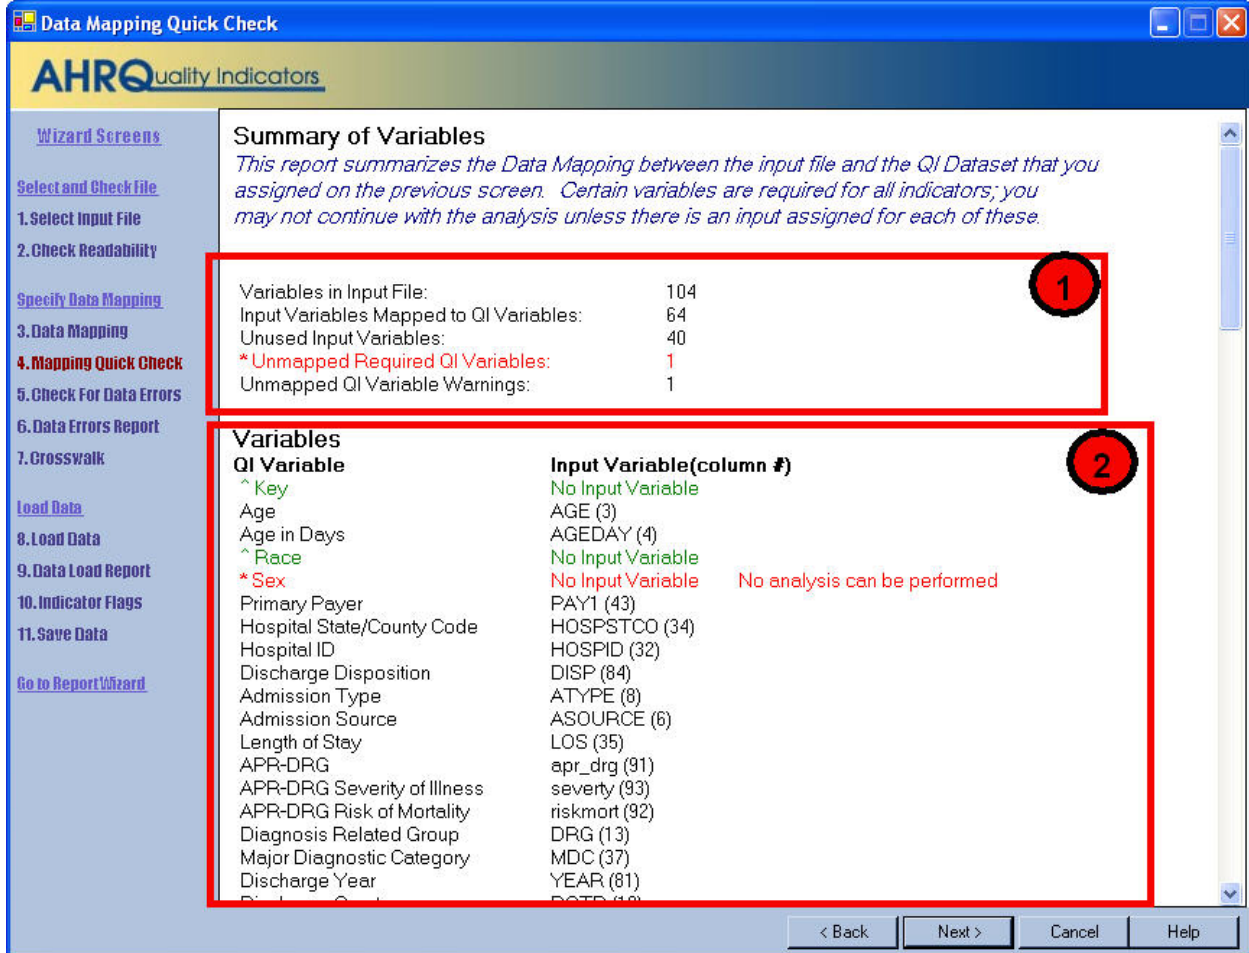 Data Mapping Quick Check
AHRQuality Indicators
Wizard Screens
Select and Check File
1.Select Input File
2.Check Readability
Specify Data Mapping
3.Data Mapping
4.Mapping Quick Check
5.Check For Data Errors
6.Data Errors Report
7.Crosswalk
Load Data
8.Load Data
9.Data Load Report
10.Indicator Flags
11.Save Data
Go to Report Wizard
Summary of Variables
This report summarizes the Data Mapping between the input file and the QI Dataset that you
assigned on the previous screen. Certain variables are required for all indicators; you
may not continue with the analysis unless there is an input assigned for each of these.
1
Variables in Input File: 104
Input Variables Mapped to QI Variables: 64
Unused Input Variables: 40
*Unmapped Required QI Variables: 1
Unmapped QI Variable Warnings: 1
2
Variables
QI Variable Input Variable(column #)
^Key No Input Variable
Age AGE (3)
Age in Days AGEDAY (4)
^Race No Input Variable
*Sex No Input Variable No analysis can be performed
Primary Payer PAY1 (43)
Hospital State/County Code HOSPSTCO (34)
Hospital ID HOSPID (32)
Discharge Disposition DISP (84)
Admission Type ATYPE (8)
Admission Source ASOURCE (6)
Length of Stay LOS (35)
APR-DRG apr_drg (91)
APR-DRG Severity of Illness severty (93)
APR-DRG Risk of Mortality riskmort (92)
Diagnosis Related Group DRG (13)
Major Diagnostic Category MDC (37)
Discharge Year YEAR (81)
< Back Next > Cancel Help